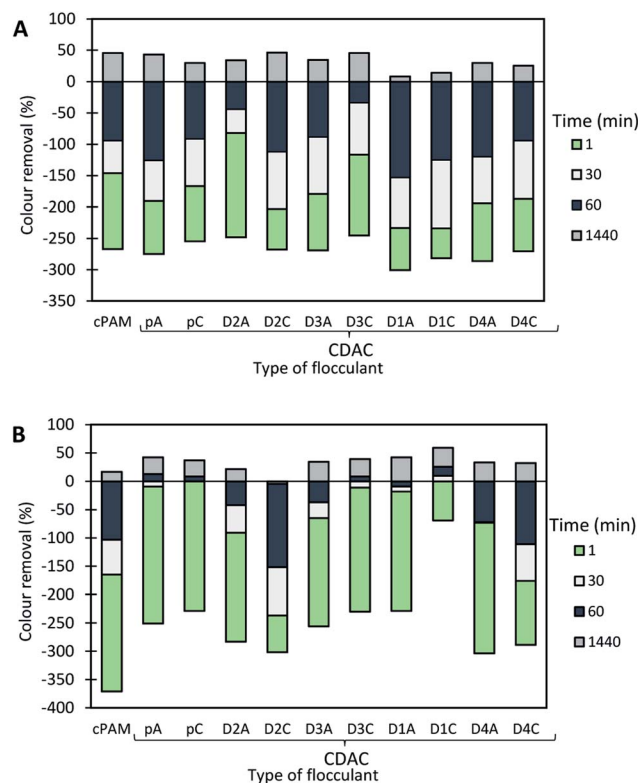 A
100
50
0
-50
-100
-150
-200
-250
-300
-350
Colour removal (%)
Time (min)
1
30
60
1440
cPAM pA pC D2A D2C D3A D3C D1A D1C D4A D4C
CDAC
Type of flocculant
B
100
50
0
-50
-100
-150
-200
-250
-300
-350
-400
Colour removal (%)
Time (min)
1
30
60
1440
cPAM pA pC D2A D2C D3A D3C D1A D1C D4A D4C
CDAC
Type of flocculant